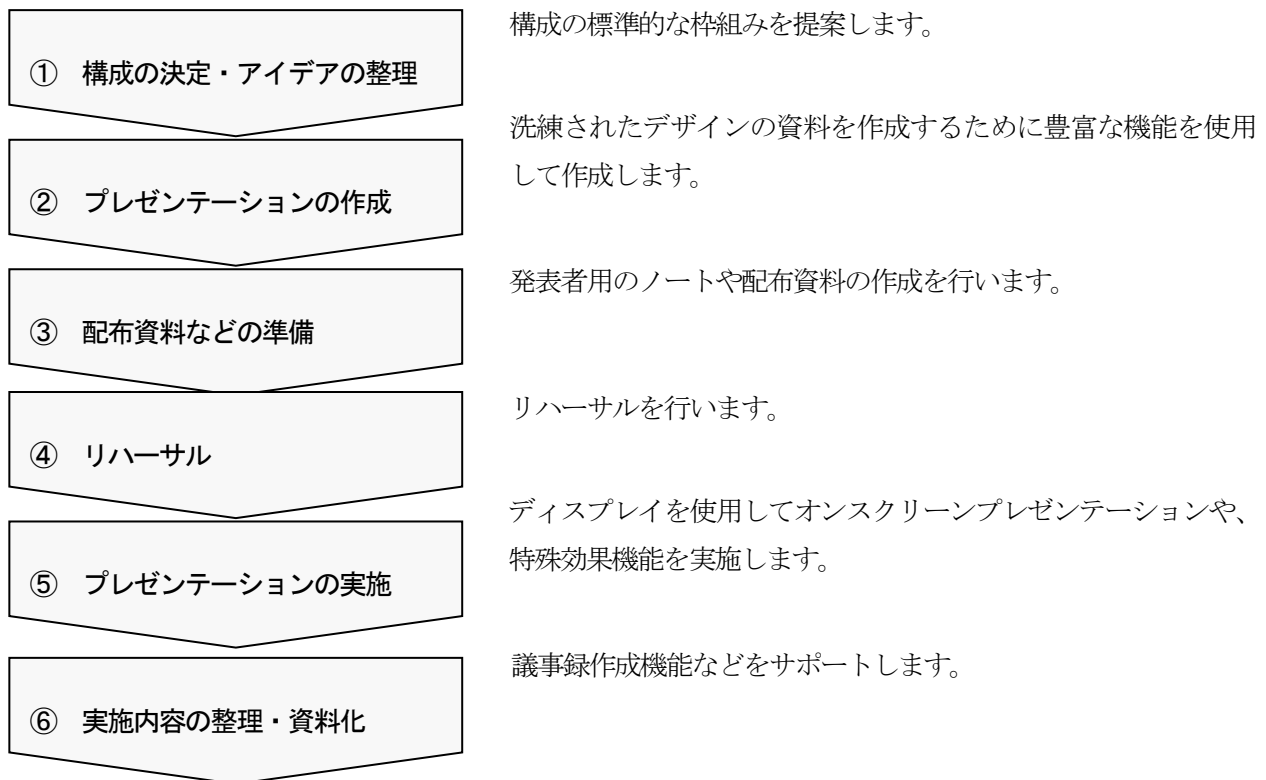 構成の標準的な枠組みを提案します。
① 構成の決定・アイデアの整理
洗練されたデザインの資料を作成するために豊富な機能を使用
して作成します。
② プレゼンテーションの作成
発表者用のノートや配布資料の作成を行います。
③ 配布資料などの準備
リハーサルを行います。
④ リハーサル
ディスプレイを使用してオンスクリーンプレゼンテーションや、
特殊効果機能を実施します。
⑤ プレゼンテーションの実施
議事録作成機能などをサポートします。
⑥ 実施内容の整理・資料化